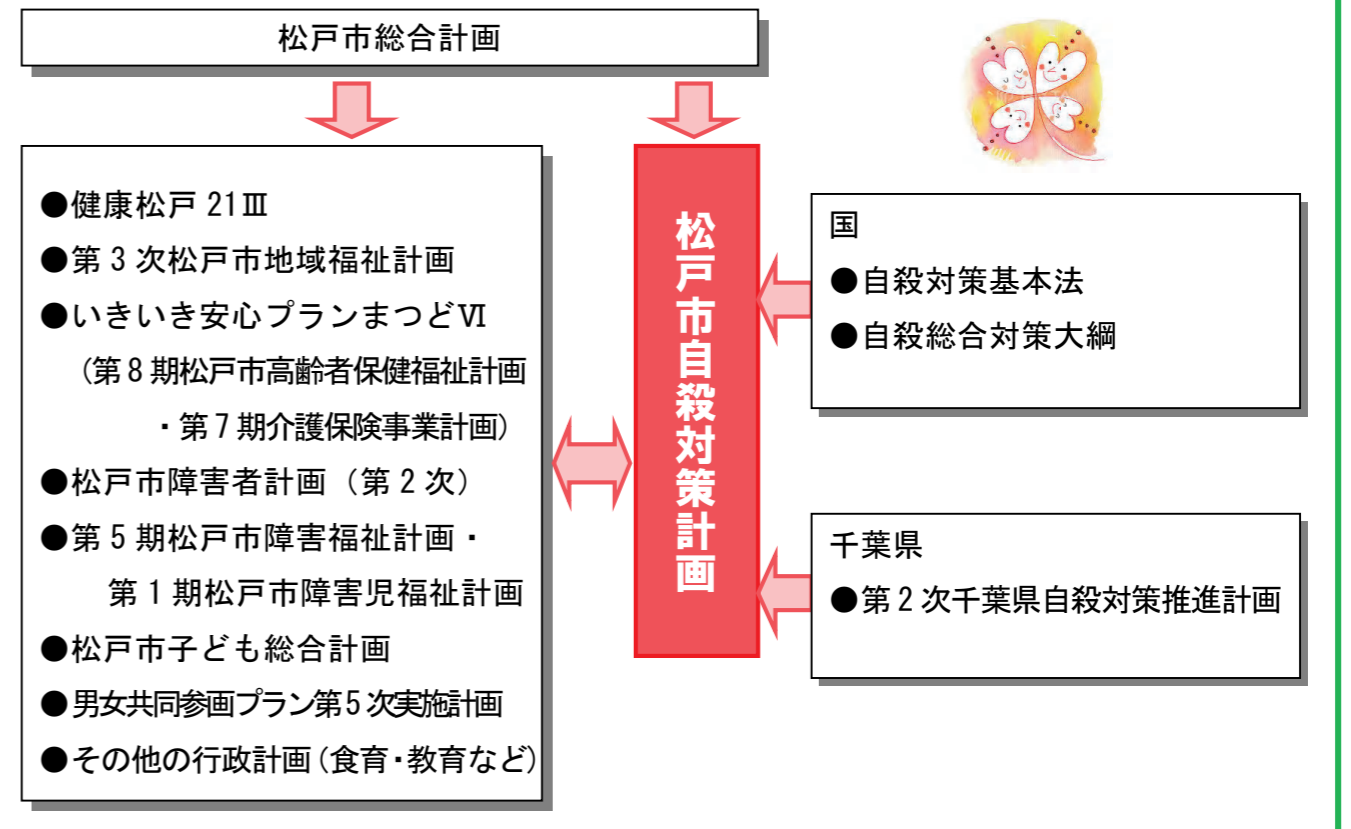 松戸市総合計画
●健康松戸 21Ⅲ
●第 3 次松戸市地域福祉計画
●いきいき安心プランまつどⅥ
（第 8 期松戸市高齢者保健福祉計画
・第 7 期介護保険事業計画）
●松戸市障害者計画（第 2 次）
●第 5 期松戸市障害福祉計画・
第 1 期松戸市障害児福祉計画
●松戸市子ども総合計画
●男女共同参画プラン第 5 次実施計画
●その他の行政計画（食育・教育など）
松戸市自殺対策計画
国
●自殺対策基本法
●自殺総合対策大綱
千葉県
●第 2 次千葉県自殺対策推進計画